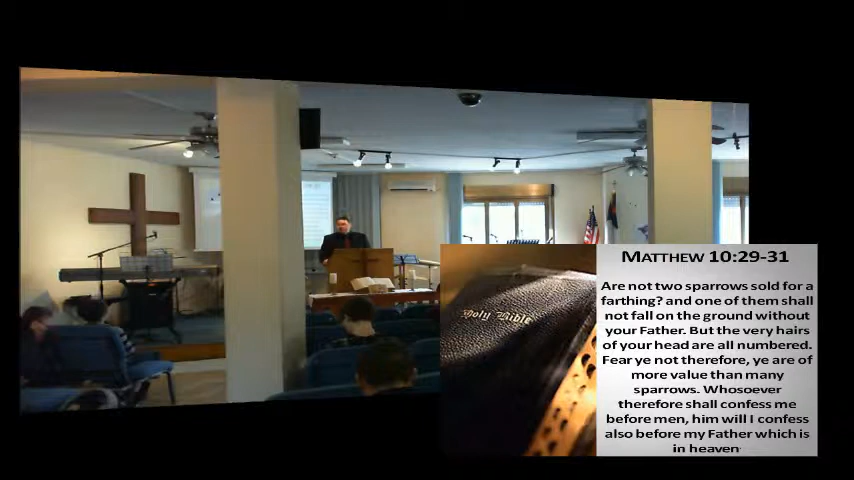 Holy Bible
MATTHEW 10:29-31
Are not two sparrows sold for a
farthing? and one of them shall
not fall on the ground without
your Father. But the very hairs
of your head are all numbered.
Fear ye not therefore, ye are of
more value than many
sparrows. Whosoever
therefore shall confess me
before men, him will I confess
also before my Father which is
in heaven